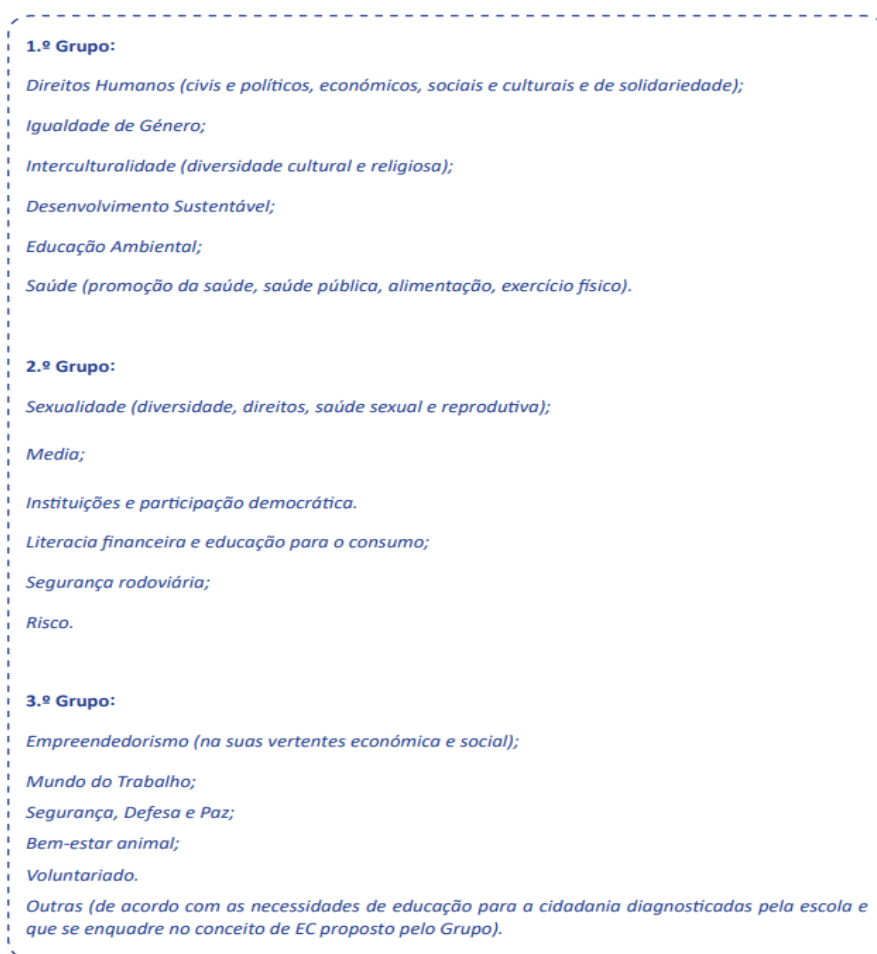 1.º Grupo:
Direitos Humanos (civis e políticos, económicos, sociais e culturais e de solidariedade);
Igualdade de Género;
Interculturalidade (diversidade cultural e religiosa);
Desenvolvimento Sustentável;
Educação Ambiental;
Saúde (promoção da saúde, saúde pública, alimentação, exercício físico).
2.º Grupo:
Sexualidade (diversidade, direitos, saúde sexual e reprodutiva);
Media;
Instituições e participação democrática.
Literacia financeira e educação para o consumo;
Segurança rodoviária;
Risco.
3.º Grupo:
Empreendedorismo (na suas vertentes económica e social);
Mundo do Trabalho;
Segurança, Defesa e Paz;
Bem-estar animal;
Voluntariado.
Outras (de acordo com as necessidades de educação para a cidadania diagnosticadas pela escola e
que se enquadre no conceito de EC proposto pelo Grupo).